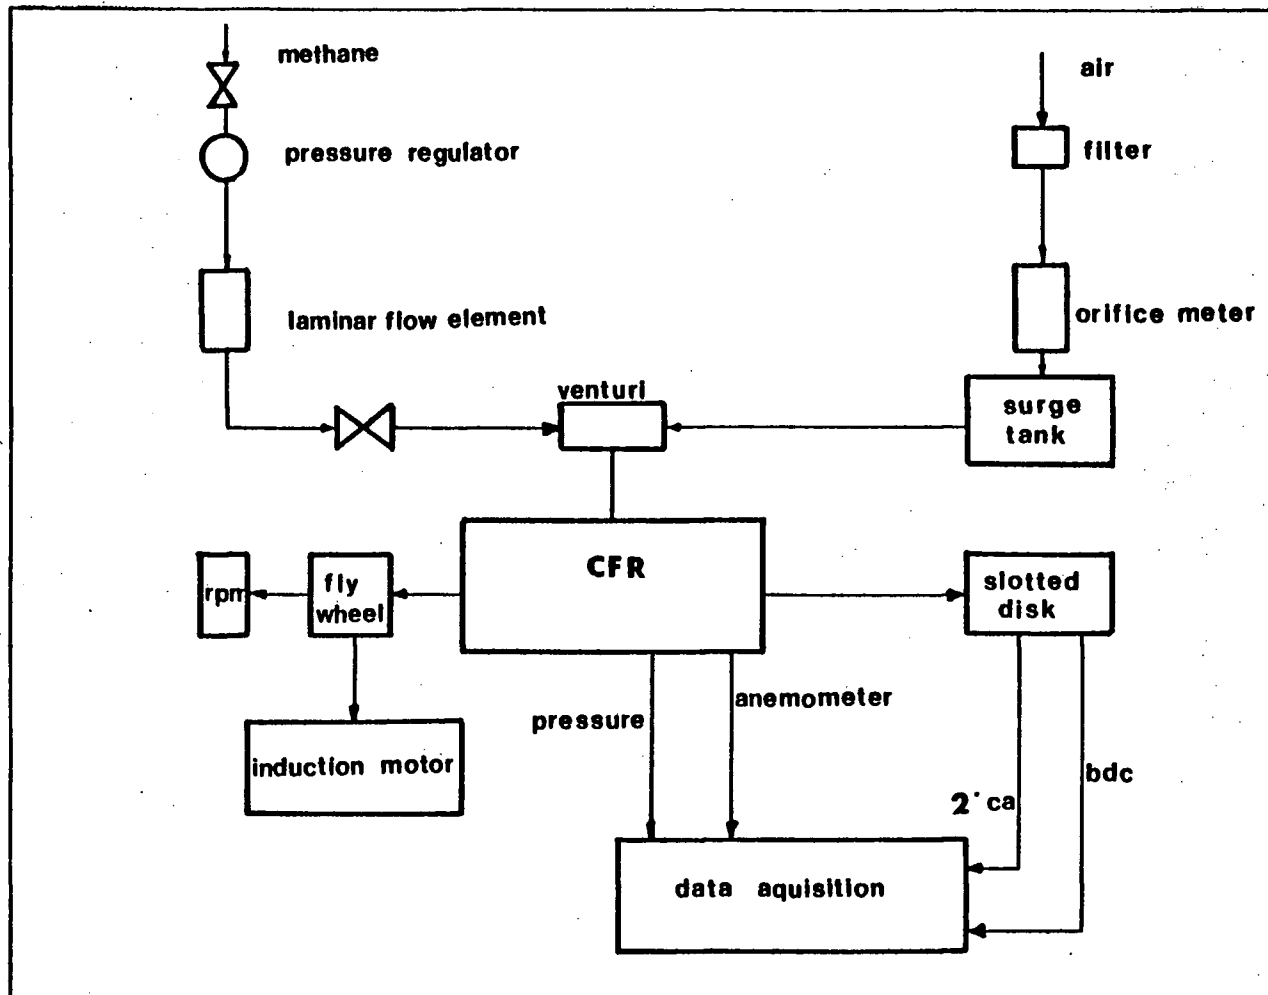 methane
air
pressure regulator
filter
laminar flow element
orifice meter
venturi
surge
tank
CFR
rpm
fly
wheel
slotted
disk
pressure
anemometer
induction motor
2° ca
bdc
data aquisition